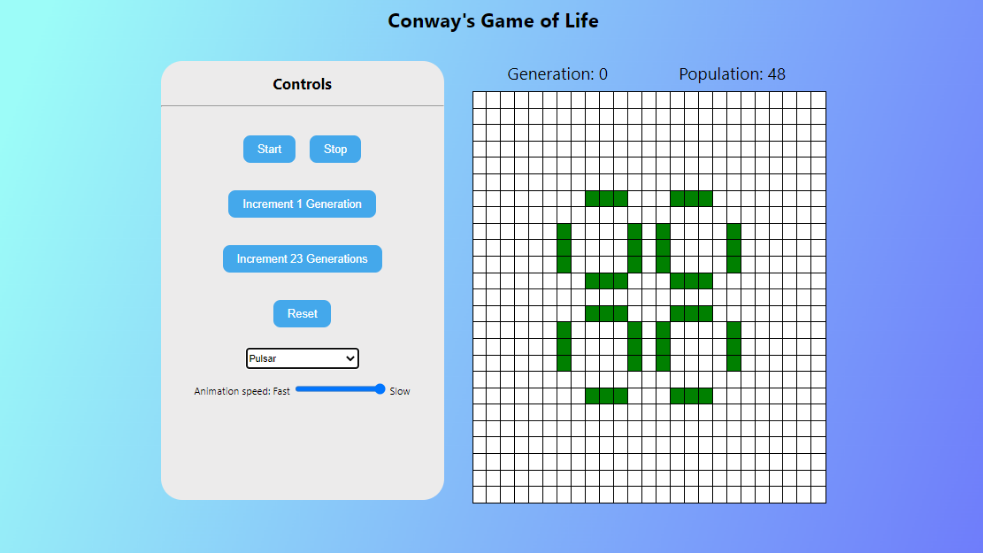 Conway's Game of Life
Controls
Start Stop
Increment 1 Generation
Increment 23 Generations
Reset
Pulsar
Animation speed: Fast Slow
Generation: 0 Population: 48